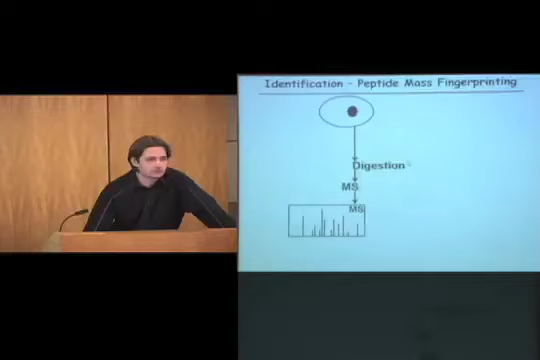 Identification - Peptide Mass Fingerprinting
Digestion
MS
MS